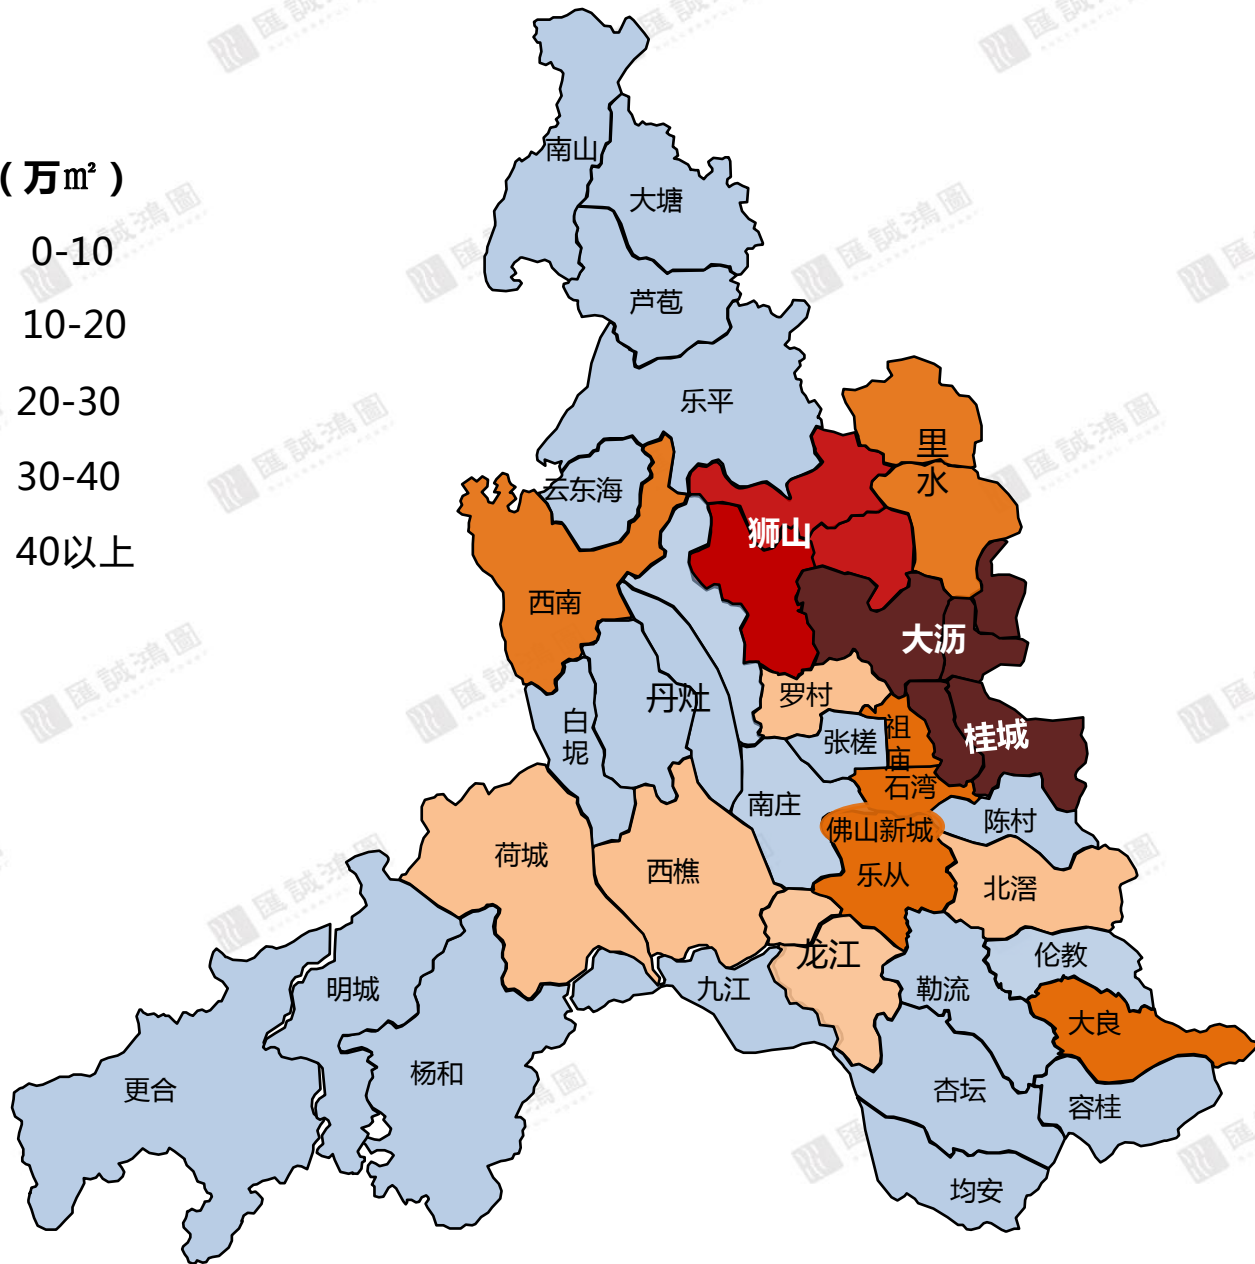 （万㎡）
0-10
10-20
20-30
30-40
40以上
南山
大塘
芦苞
乐平
里
水
云东海
狮山
西南
大沥
罗村
丹灶
白
坭
祖
庙
张槎
桂城
石湾
南庄
陈村
佛山新城
荷城
西樵
乐从
北滘
龙江
伦教
明城
九江
勒流
大良
杨和
更合
杏坛
容桂
均安
匯誠鴻圖